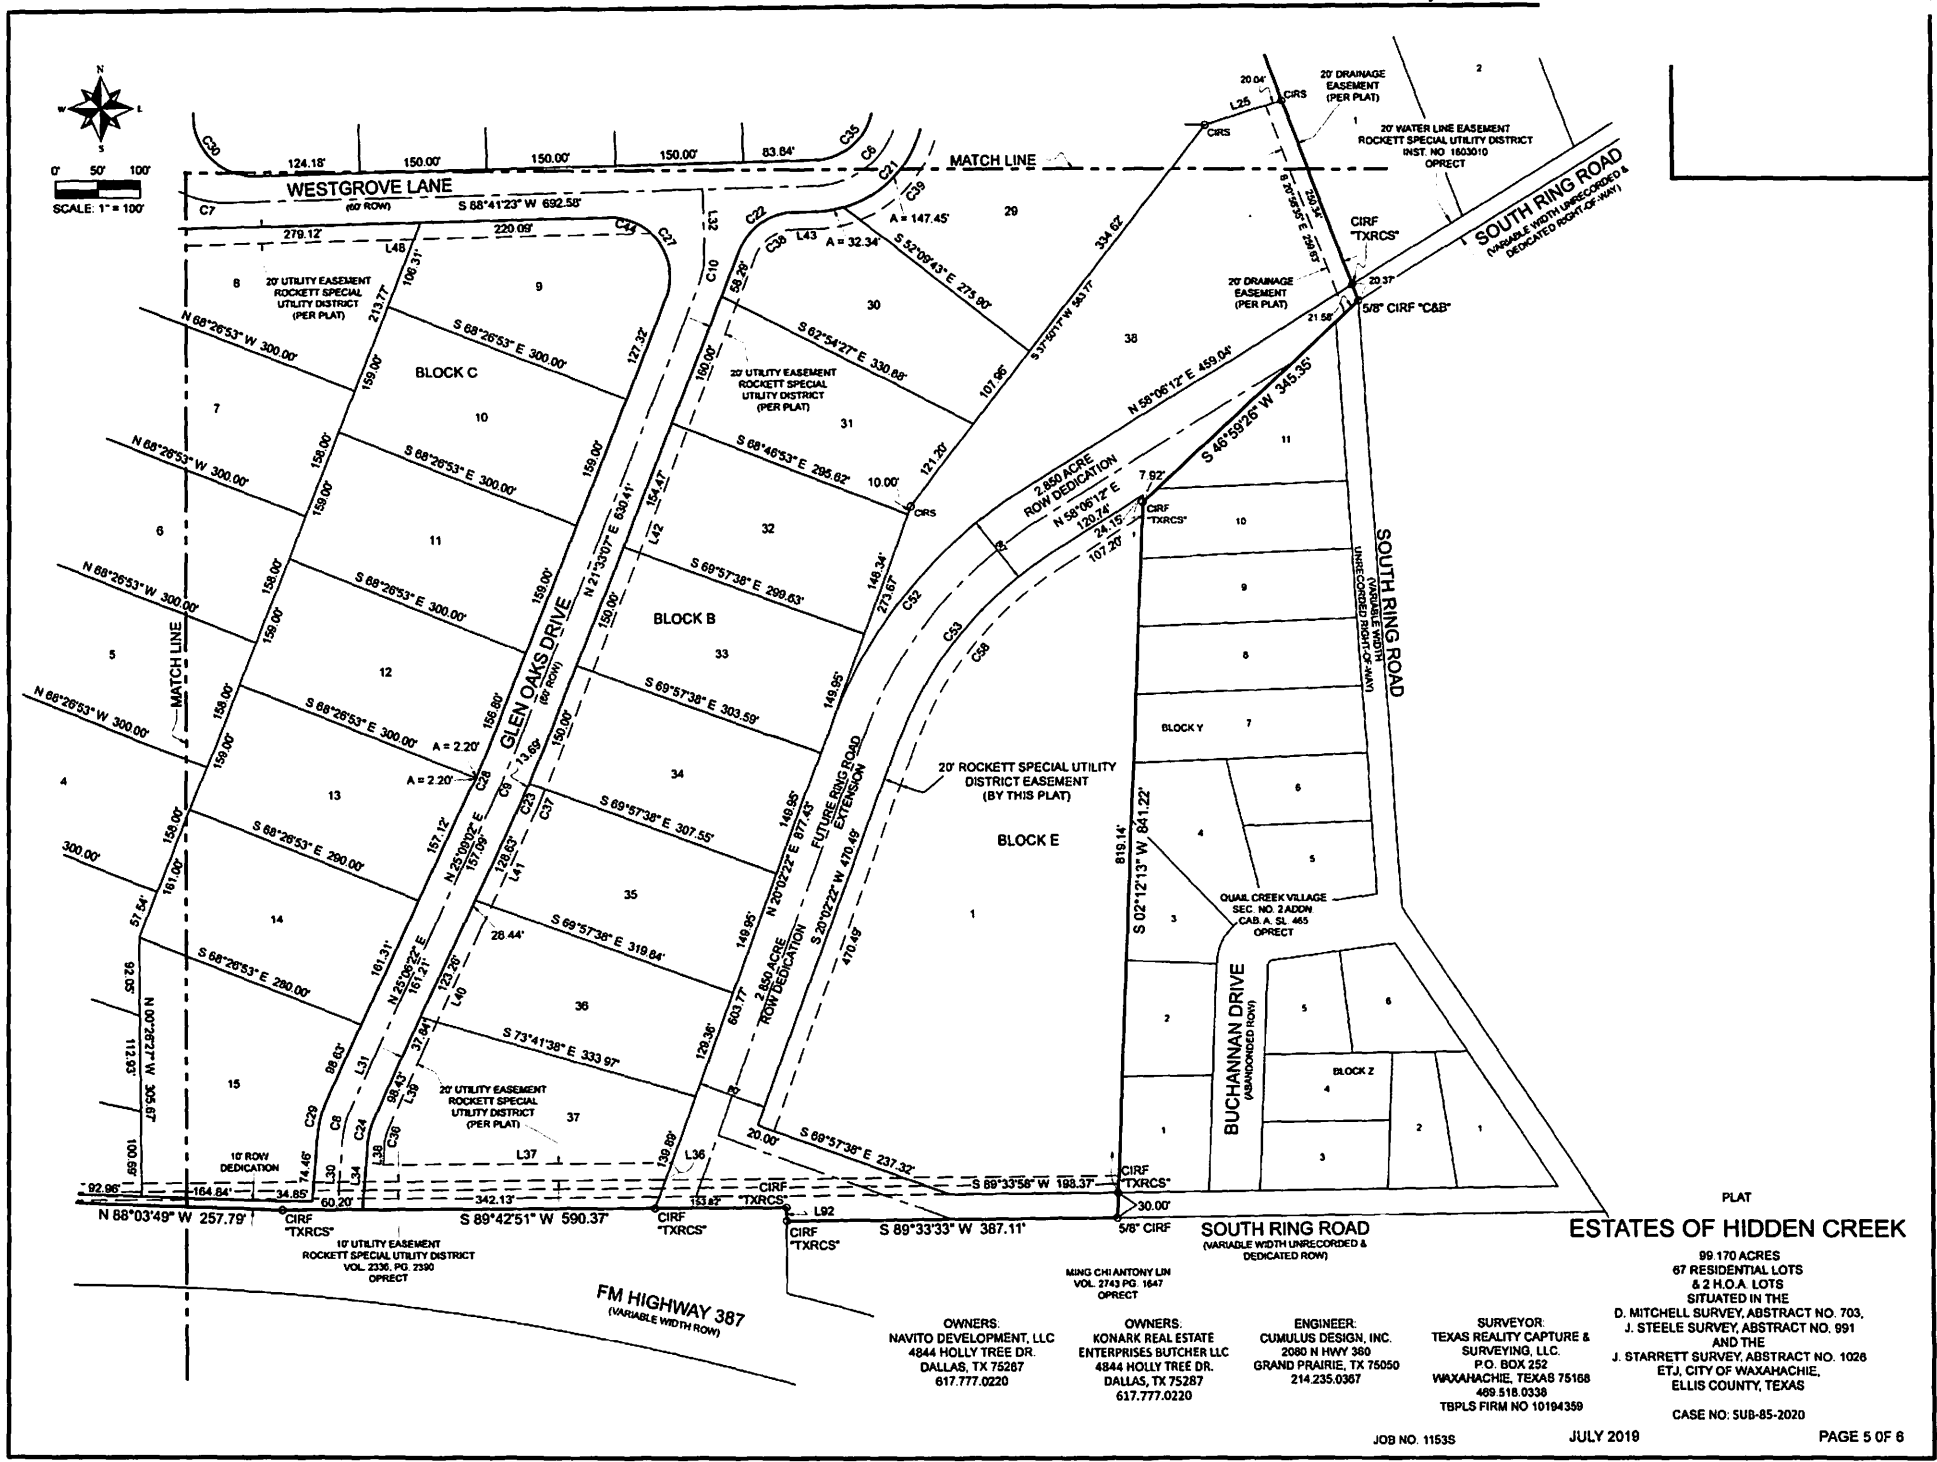 N
W
S
0'
50'
100'
SCALE: 1" = 100'
C30
124.18'
150.00'
150.00'
150.00'
83.84'
C35
C6
C21
C39
MATCH LINE
WESTGROVE LANE
(60' ROW)
S 88°41'23" W 692.58'
C7
279.12'
L48
220.09'
C44
C27
L32
C22
C38
L43
A = 147.45'
A = 32.34'
C10
58.29'
20' UTILITY EASEMENT
ROCKETT SPECIAL
UTILITY DISTRICT
(PER PLAT)
8
9
106.31'
213.77'
N 68°26'53" W 300.00'
S 68°26'53" E 300.00'
127.32'
BLOCK C
159.00'
7
10
158.00'
159.00'
N 68°26'53" W 300.00'
S 68°26'53" E 300.00'
159.00'
6
11
158.00'
159.00'
N 68°26'53" W 300.00'
S 68°26'53" E 300.00'
159.00'
MATCH LINE
5
12
158.00'
159.00'
N 68°26'53" W 300.00'
S 68°26'53" E 300.00'
156.80'
A = 2.20'
A = 2.20'
C28
4
13
158.00'
161.00'
300.00'
S 68°26'53" E 290.00'
157.12'
57.54'
14
S 68°26'53" E 280.00'
161.31'
92.05'
N 00°26'27" W 305.67'
112.93'
100.69'
15
98.63'
C29
74.46'
10' ROW
DEDICATION
92.96'
164.84'
34.85'
60.20'
N 88°03'49" W 257.79'
CIRF
"TXRCS"
10' UTILITY EASEMENT
ROCKETT SPECIAL UTILITY DISTRICT
VOL. 2336, PG. 2390
OPRECT
GLEN OAKS DRIVE
(60' ROW)
N 21°33'07" E 630.41'
13.69'
C9
N 25°09'02" E
157.09'
N 25°06'22" E
161.21'
L31
C8
L30
160.00'
20' UTILITY EASEMENT
ROCKETT SPECIAL
UTILITY DISTRICT
(PER PLAT)
154.47'
L42
150.00'
150.00'
C23
C37
128.63'
L41
28.44'
123.26'
L40
37.84'
98.43'
L39
C24
C36
L38
L34
20' UTILITY EASEMENT
ROCKETT SPECIAL
UTILITY DISTRICT
(PER PLAT)
L37
L36
342.13'
S 89°42'51" W 590.37'
153.82'
CIRF
"TXRCS"
CIRF
"TXRCS"
CIRF
"TXRCS"
L92
29
S 52°09'43" E 275.90'
30
S 62°54'27" E 330.88'
31
S 68°46'53" E 295.62'
10.00'
CIRS
32
S 69°57'38" E 299.63'
BLOCK B
33
S 69°57'38" E 303.59'
34
S 69°57'38" E 307.55'
35
S 69°57'38" E 319.84'
36
S 73°41'38" E 333.97'
37
334.62'
S 37°50'17" W 563.77'
107.96'
121.20'
148.34'
273.67'
149.95'
149.95'
N 20°02'22" E 877.43'
149.95'
603.77'
129.36'
139.89'
38
CIRS
L25
20.04'
CIRS
20' DRAINAGE
EASEMENT
(PER PLAT)
1
2
20' WATER LINE EASEMENT
ROCKETT SPECIAL UTILITY DISTRICT
INST. NO 1603010
OPRECT
SOUTH RING ROAD
(VARIABLE WIDTH UNRECORDED &
DEDICATED RIGHT-OF-WAY)
250.34'
S 20°56'35" E 259.63'
CIRF
"TXRCS"
20.37'
20' DRAINAGE
EASEMENT
(PER PLAT)
21.58'
5/8" CIRF "C&B"
N 58°06'12" E 459.04'
S 46°59'26" W 345.35'
2.850 ACRE
ROW DEDICATION
N 58°06'12" E
120.74'
24.15'
107.20'
7.92'
CIRF
"TXRCS"
C52
C53
C58
FUTURE RING ROAD
EXTENSION
S 20°02'22" W 470.49'
470.49'
2.850 ACRE
ROW DEDICATION
80'
20' ROCKETT SPECIAL UTILITY
DISTRICT EASEMENT
(BY THIS PLAT)
BLOCK E
1
20.00'
S 69°57'38" E 237.32'
S 89°33'58" W 198.37'
CIRF
"TXRCS"
30.00'
5/8" CIRF
S 89°33'33" W 387.11'
819.14'
S 02°12'13" W 841.22'
11
10
9
8
BLOCK Y
7
6
5
4
3
2
1
SOUTH RING ROAD
(VARIABLE WIDTH
UNRECORDED RIGHT-OF-WAY)
QUAIL CREEK VILLAGE
SEC. NO. 2 ADDN
CAB. A, SL. 465
OPRECT
BUCHANNAN DRIVE
(ABANDONDED ROW)
5
6
BLOCK Z
4
3
2
1
SOUTH RING ROAD
(VARIABLE WIDTH UNRECORDED &
DEDICATED ROW)
MING CHI ANTONY LIN
VOL. 2743 PG. 1647
OPRECT
FM HIGHWAY 387
(VARIABLE WIDTH ROW)
OWNERS:
NAVITO DEVELOPMENT, LLC
4844 HOLLY TREE DR.
DALLAS, TX 75287
617.777.0220
OWNERS:
KONARK REAL ESTATE
ENTERPRISES BUTCHER LLC
4844 HOLLY TREE DR.
DALLAS, TX 75287
617.777.0220
ENGINEER:
CUMULUS DESIGN, INC.
2080 N HWY 360
GRAND PRAIRIE, TX 75050
214.235.0367
SURVEYOR:
TEXAS REALITY CAPTURE &
SURVEYING, LLC.
P.O. BOX 252
WAXAHACHIE, TEXAS 75168
469.518.0338
TBPLS FIRM NO 10194359
PLAT
ESTATES OF HIDDEN CREEK
99.170 ACRES
67 RESIDENTIAL LOTS
& 2 H.O.A. LOTS
SITUATED IN THE
D. MITCHELL SURVEY, ABSTRACT NO. 703,
J. STEELE SURVEY, ABSTRACT NO. 991
AND THE
J. STARRETT SURVEY, ABSTRACT NO. 1026
ETJ, CITY OF WAXAHACHIE,
ELLIS COUNTY, TEXAS
CASE NO: SUB-85-2020
JOB NO. 1153S
JULY 2019
PAGE 5 OF 6